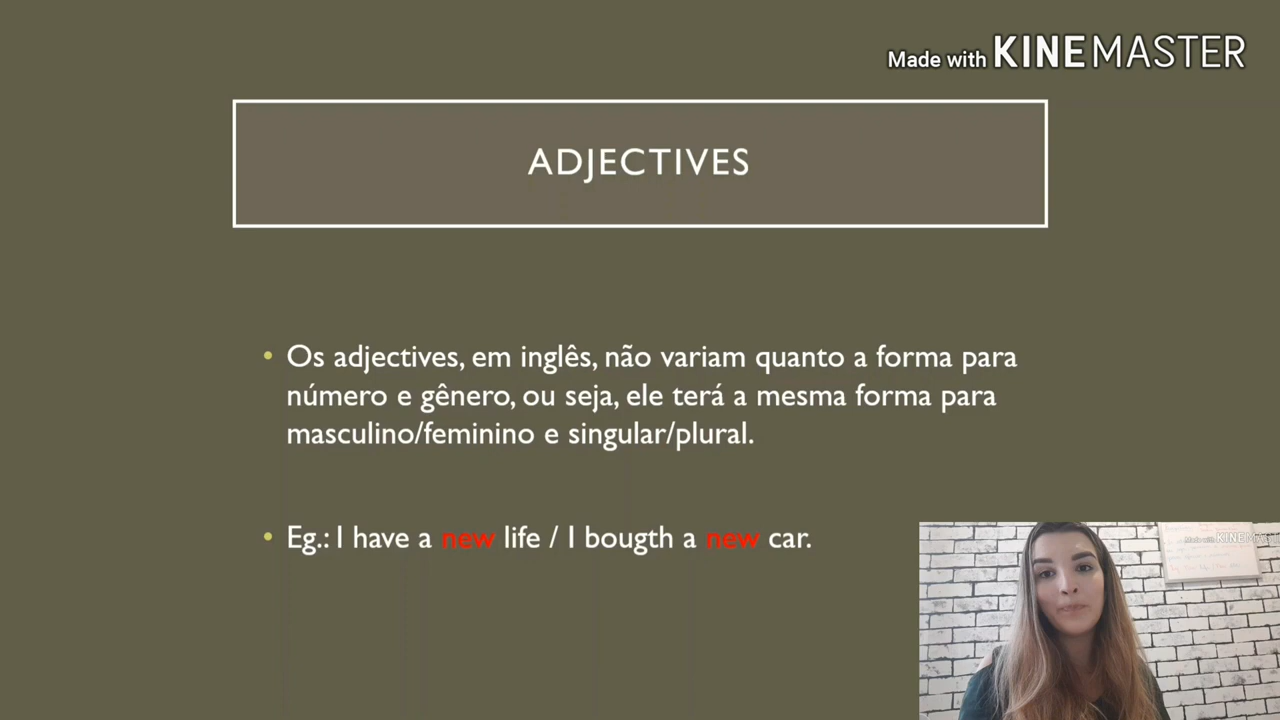 Made with KINEMASTER
ADJECTIVES
• Os adjectives, em inglês, não variam quanto a forma para
número e gênero, ou seja, ele terá a mesma forma para
masculino/feminino e singular/plural.
• Eg.: I have a new life / I bougth a new car.